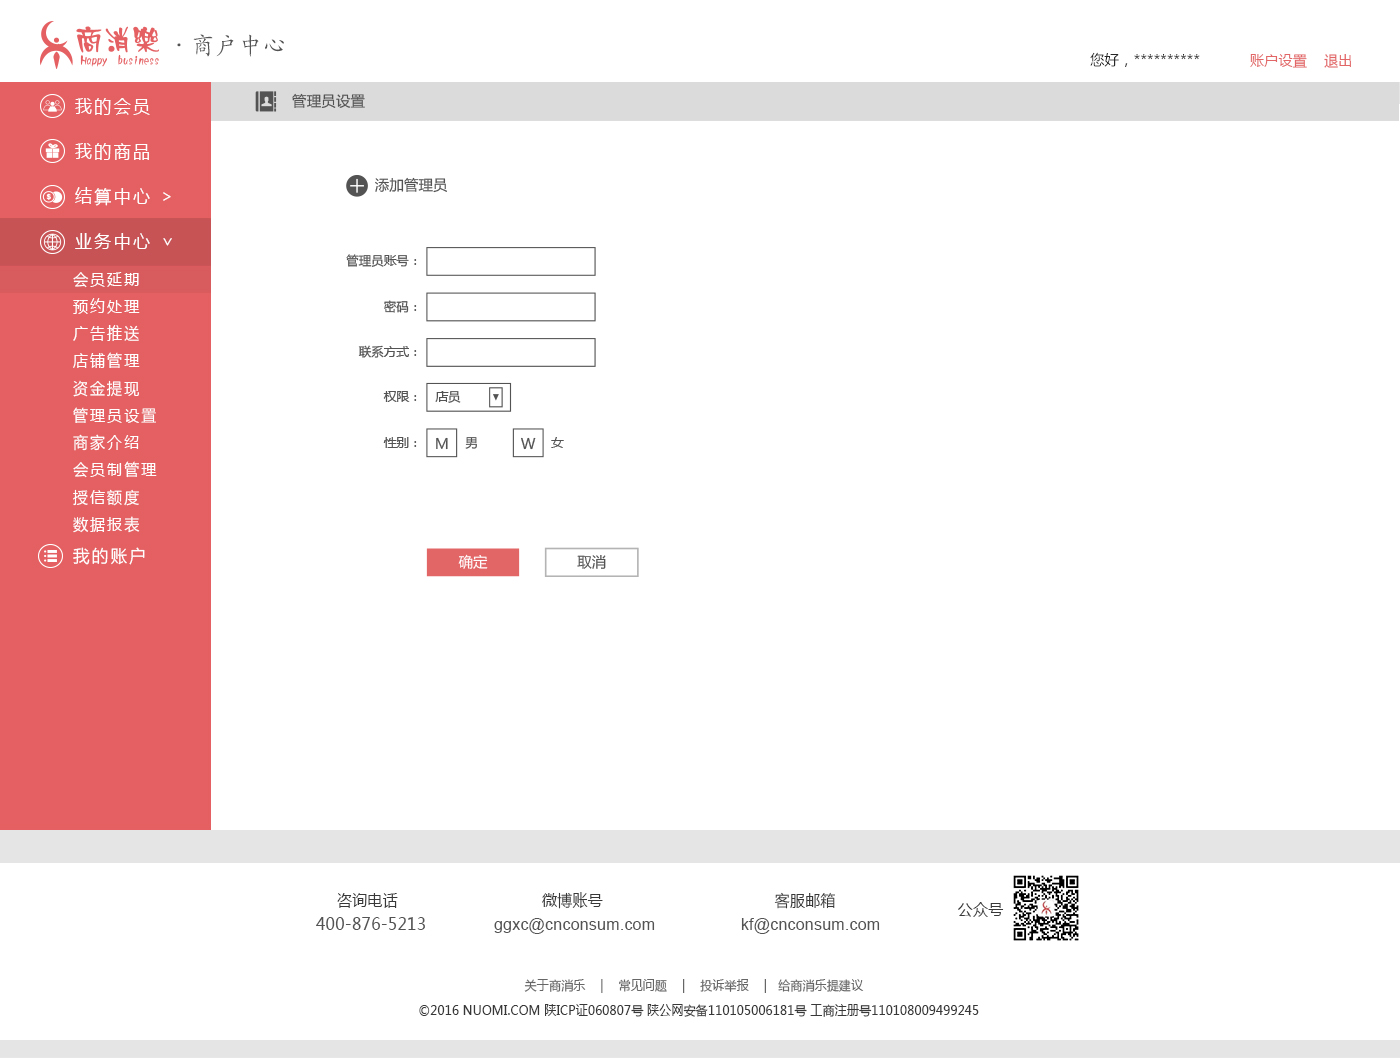 商消樂
Happy business
·商户中心
您好，**********
账户设置 退出
我的会员
我的商品
结算中心 >
业务中心 v
会员延期
预约处理
广告推送
店铺管理
资金提现
管理员设置
商家介绍
会员制管理
授信额度
数据报表
我的账户
管理员设置
添加管理员
管理员账号：
密码：
联系方式：
权限： 店员 ▼
性别： M 男 W 女
确定 取消
咨询电话
400-876-5213
微博账号
ggxc@cnconsum.com
客服邮箱
kf@cnconsum.com
公众号
关于商消乐 | 常见问题 | 投诉举报 | 给商消乐提建议
©2016 NUOMI.COM 陕ICP证060807号 陕公网安备110105006181号 工商注册号110108009499245